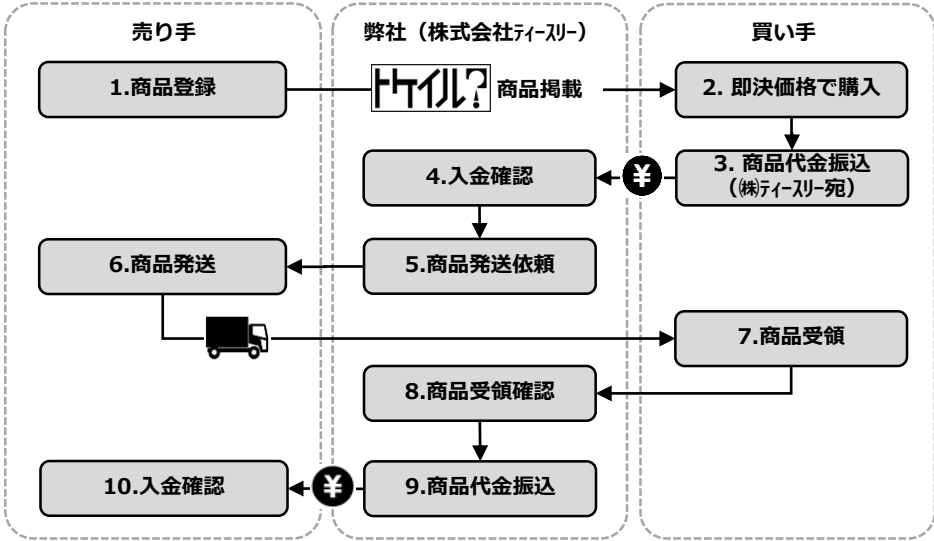 売り手
弊社（株式会社ﾃｨｰｽﾘｰ）
買い手
1.商品登録
トケイル? 商品掲載
2. 即決価格で購入
3. 商品代金振込
（㈱ﾃｨｰｽﾘｰ宛）
¥
4.入金確認
5.商品発送依頼
6.商品発送
7.商品受領
8.商品受領確認
9.商品代金振込
¥
10.入金確認